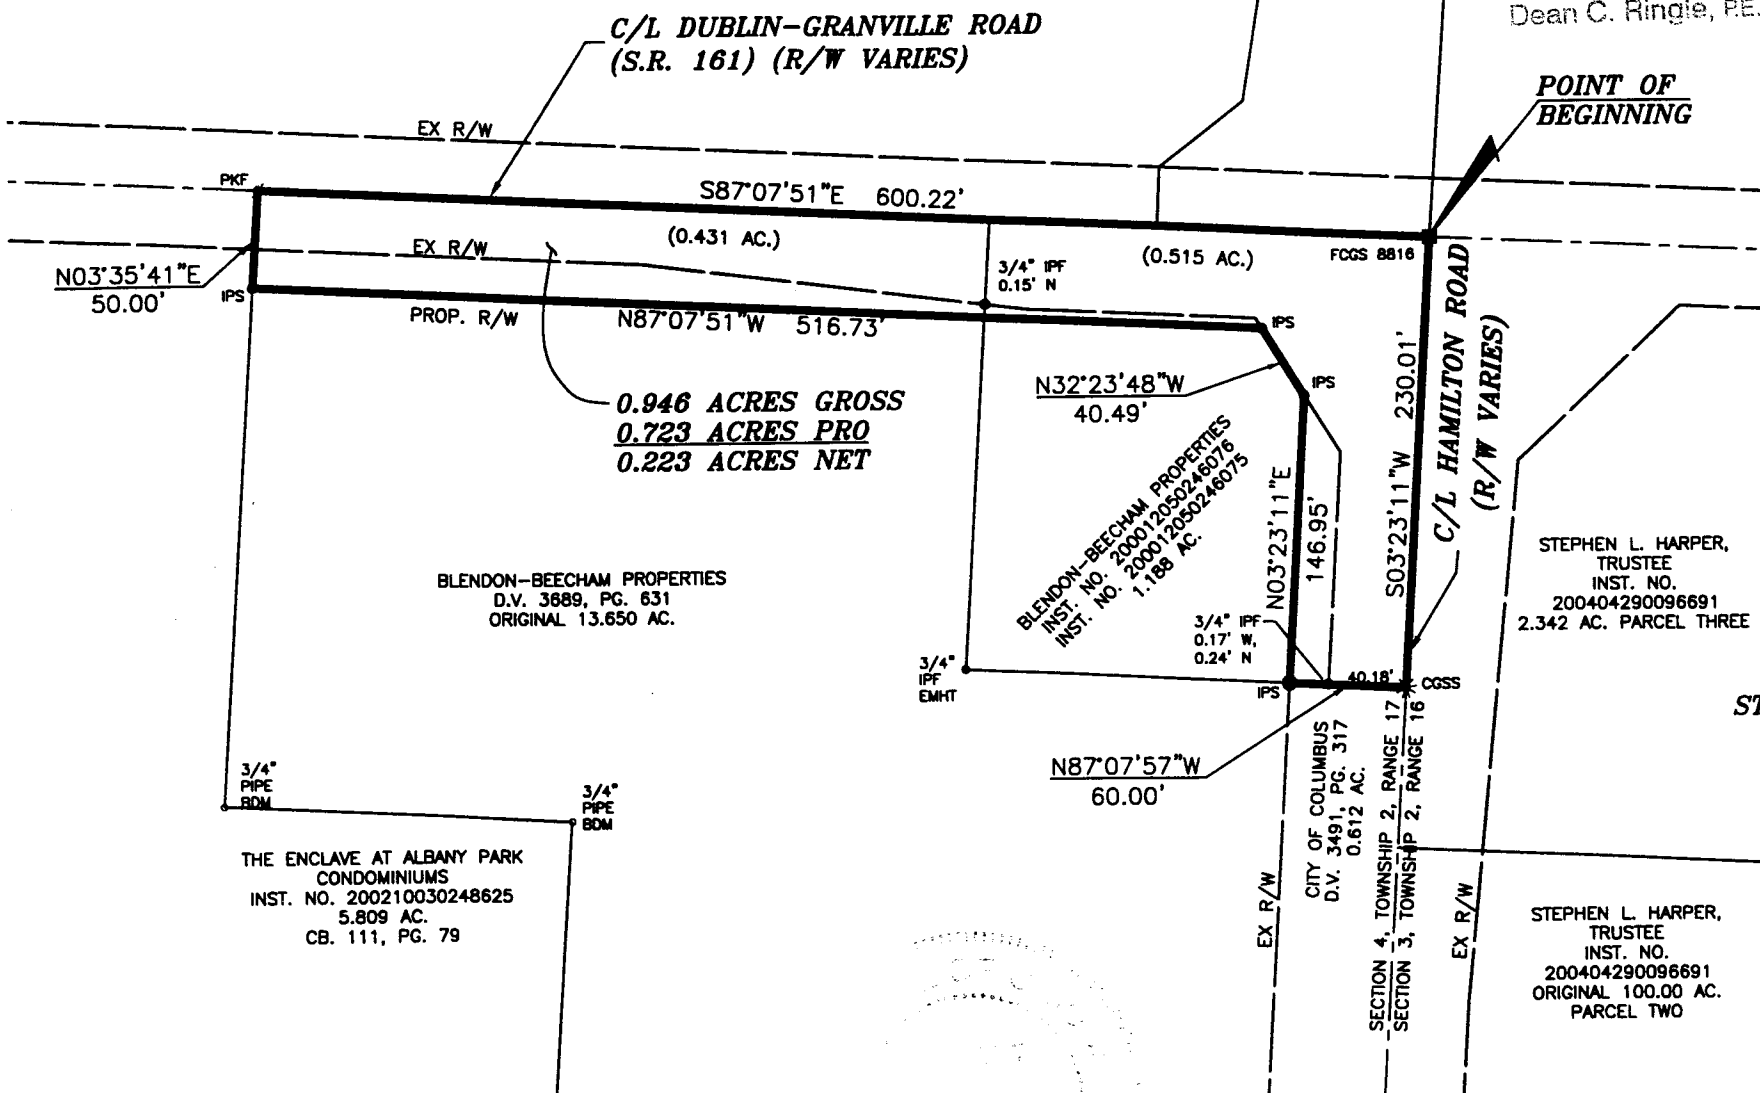 Dean C. Ringle, P.E.
C/L DUBLIN-GRANVILLE ROAD
(S.R. 161) (R/W VARIES)
POINT OF
BEGINNING
EX R/W
PKF
S87°07'51"E 600.22'
(0.431 AC.)
(0.515 AC.)
FCGS 8816
EX R/W
3/4" IPF
0.15' N
N03°35'41"E
50.00'
IPS
PROP. R/W
N87°07'51"W 516.73'
IPS
C/L HAMILTON ROAD
(R/W VARIES)
S03°23'11"W 230.01'
N32°23'48"W
40.49'
IPS
0.946 ACRES GROSS
0.723 ACRES PRO
0.223 ACRES NET
BLENDON-BEECHAM PROPERTIES
INST. NO. 200012050246076
INST. NO. 200012050246075
1.188 AC.
N03°23'11"E
146.95'
BLENDON-BEECHAM PROPERTIES
D.V. 3689, PG. 631
ORIGINAL 13.650 AC.
STEPHEN L. HARPER,
TRUSTEE
INST. NO.
200404290096691
2.342 AC. PARCEL THREE
3/4" IPF
0.17' W,
0.24' N
3/4"
IPF
EMHT
IPS
40.18'
CGSS
ST
N87°07'57"W
60.00'
CITY OF COLUMBUS
D.V. 3491, PG. 317
0.612 AC.
SECTION 4, TOWNSHIP 2, RANGE 17
SECTION 3, TOWNSHIP 2, RANGE 16
3/4"
PIPE
BDM
3/4"
PIPE
BDM
THE ENCLAVE AT ALBANY PARK
CONDOMINIUMS
INST. NO. 200210030248625
5.809 AC.
CB. 111, PG. 79
EX R/W
EX R/W
STEPHEN L. HARPER,
TRUSTEE
INST. NO.
200404290096691
ORIGINAL 100.00 AC.
PARCEL TWO